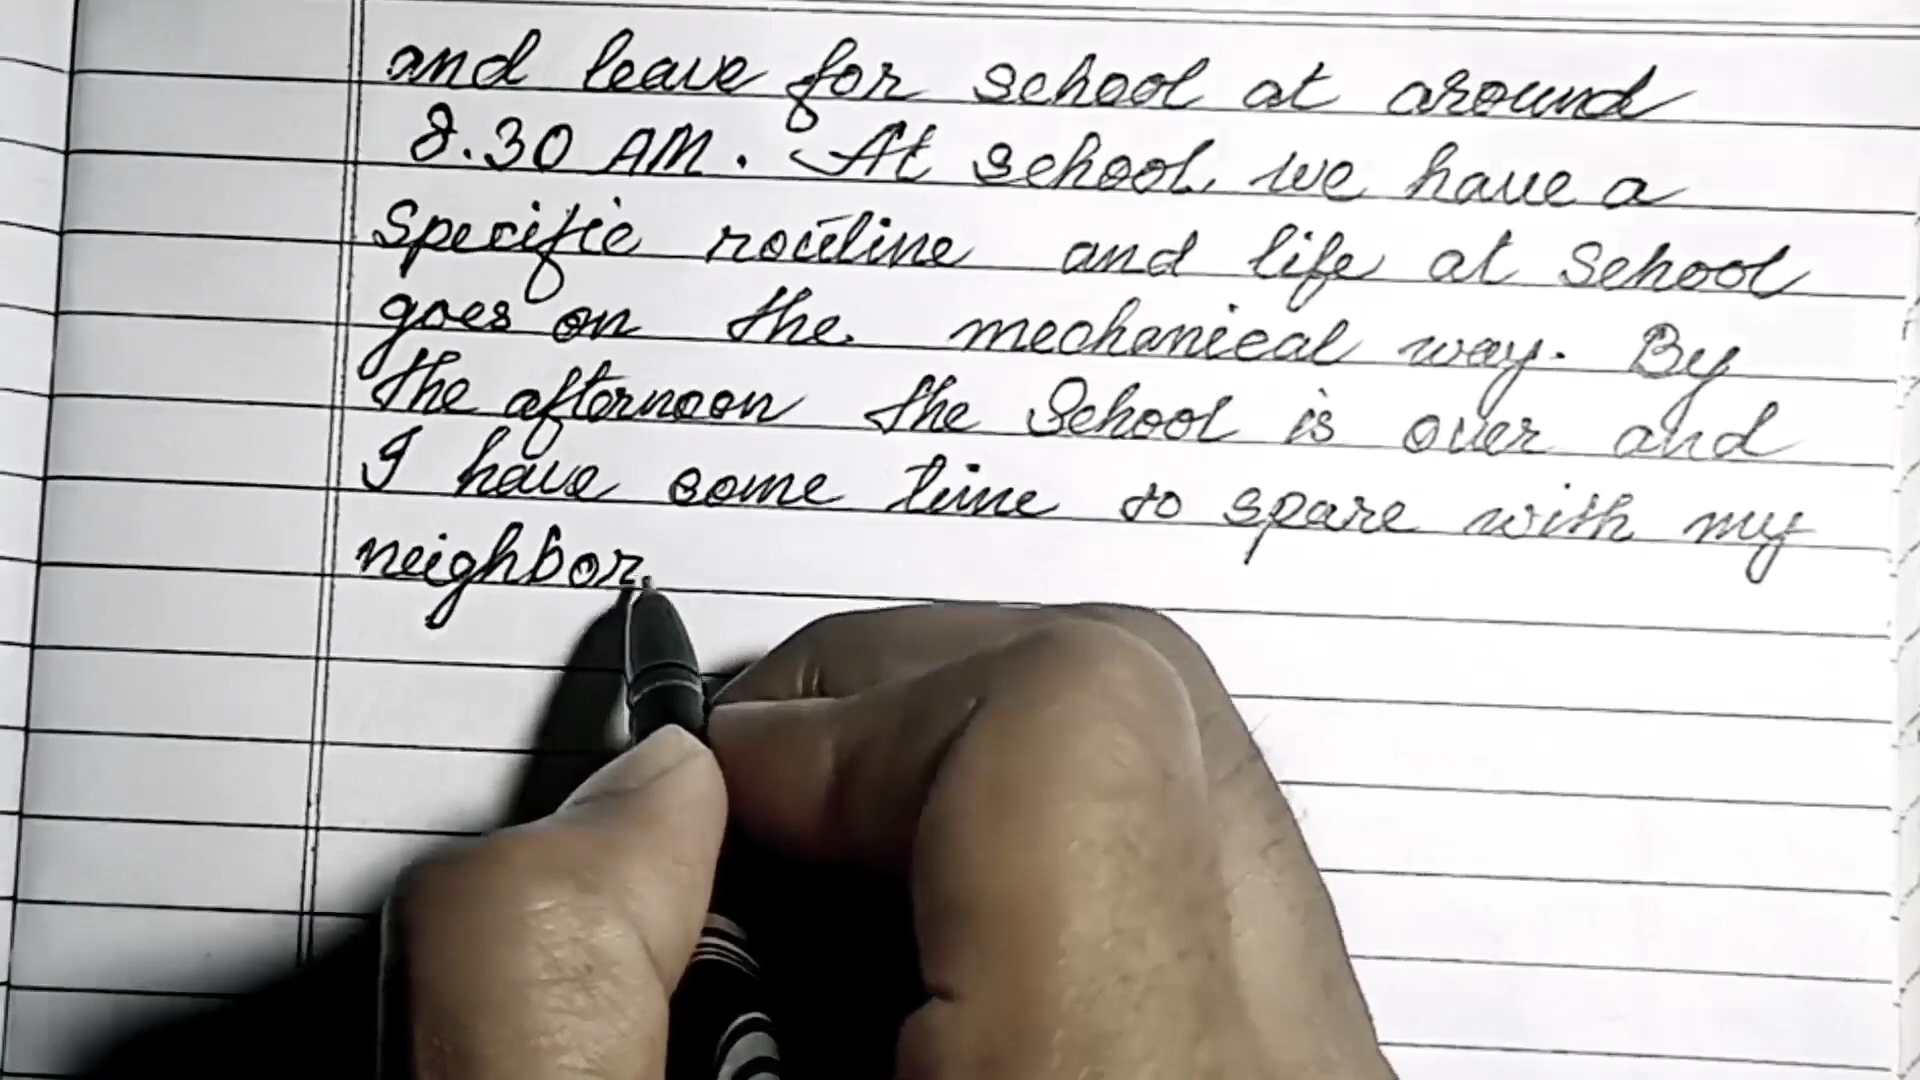 and leave for school at around
8.30 AM. At school, we have a
Specific routine and life at School
goes on the mechanical way. By
the afternoon the School is over and
I have some time to spare with my
neighbor.